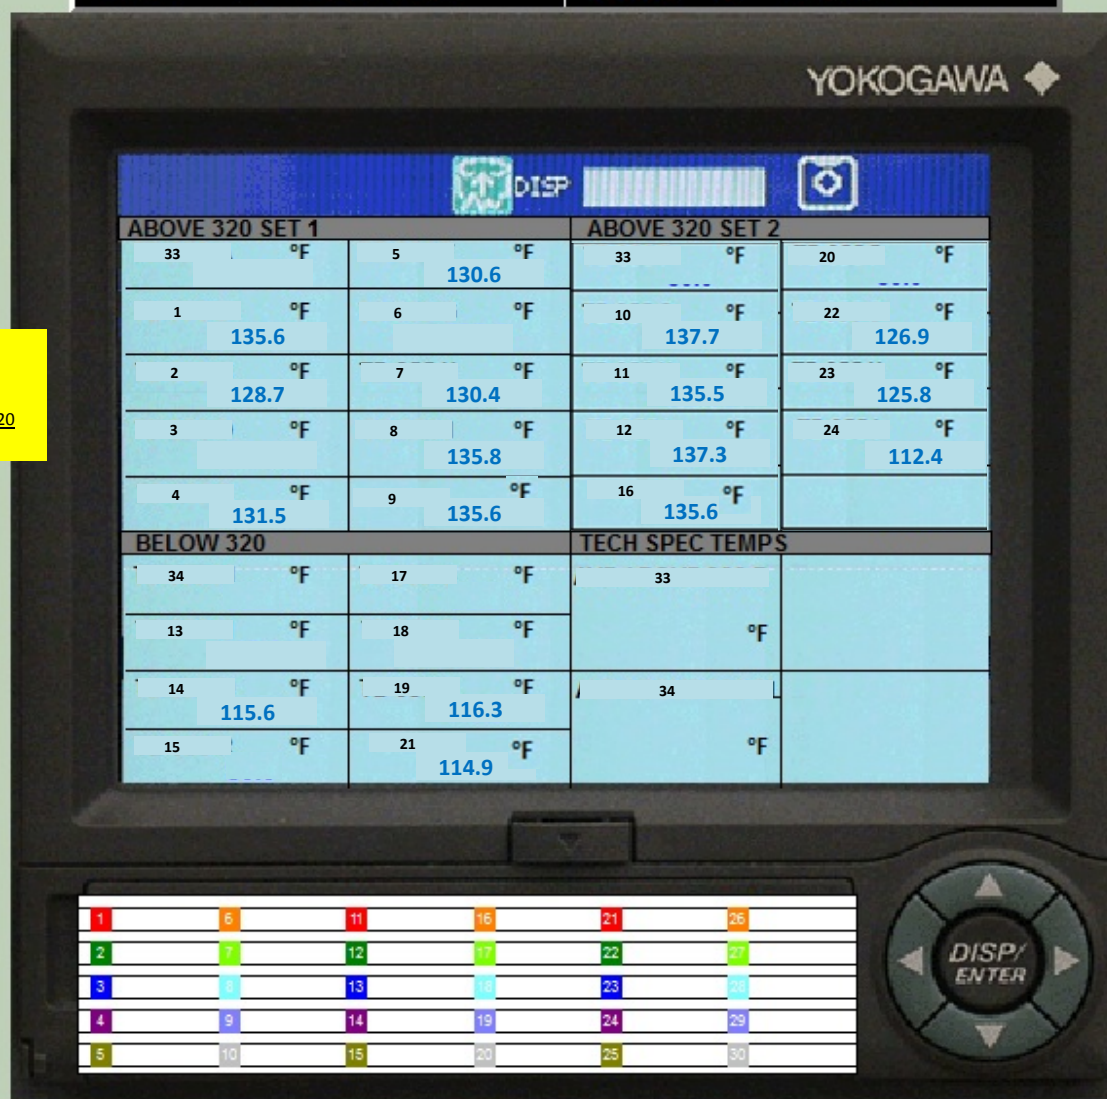 YOKOGAWA
DISP
ABOVE 320 SET 1
ABOVE 320 SET 2
33 °F
5 °F
33 °F
20 °F
130.6
1 °F
6 °F
10 °F
22 °F
135.6
137.7
126.9
2 °F
7 °F
11 °F
23 °F
128.7
130.4
135.5
125.8
3 °F
8 °F
12 °F
24 °F
135.8
137.3
112.4
4 °F
9 °F
16 °F
131.5
135.6
135.6
BELOW 320
TECH SPEC TEMPS
34 °F
17 °F
33
13 °F
18 °F
°F
14 °F
19 °F
34
115.6
116.3
15 °F
21 °F
°F
114.9
20
1 6 11 16 21 26
2 7 12 17 22 27
3 8 13 18 23 28
4 9 14 19 24 29
5 10 15 20 25 30
DISP/
ENTER